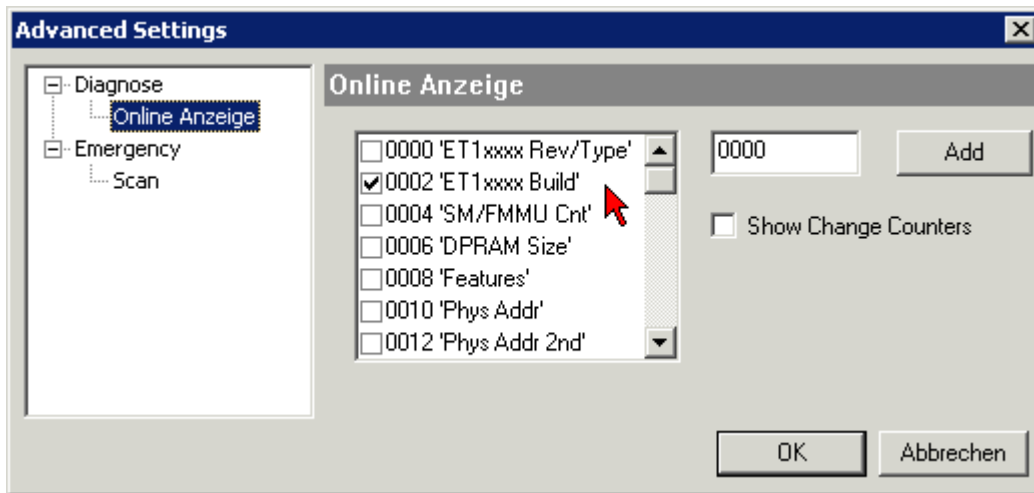 Advanced Settings
Diagnose
Online Anzeige
Emergency
Scan
Online Anzeige
0000 'ET1xxxx Rev/Type'
0002 'ET1xxxx Build'
0004 'SM/FMMU Cnt'
0006 'DPRAM Size'
0008 'Features'
0010 'Phys Addr'
0012 'Phys Addr 2nd'
0000
Add
Show Change Counters
OK
Abbrechen